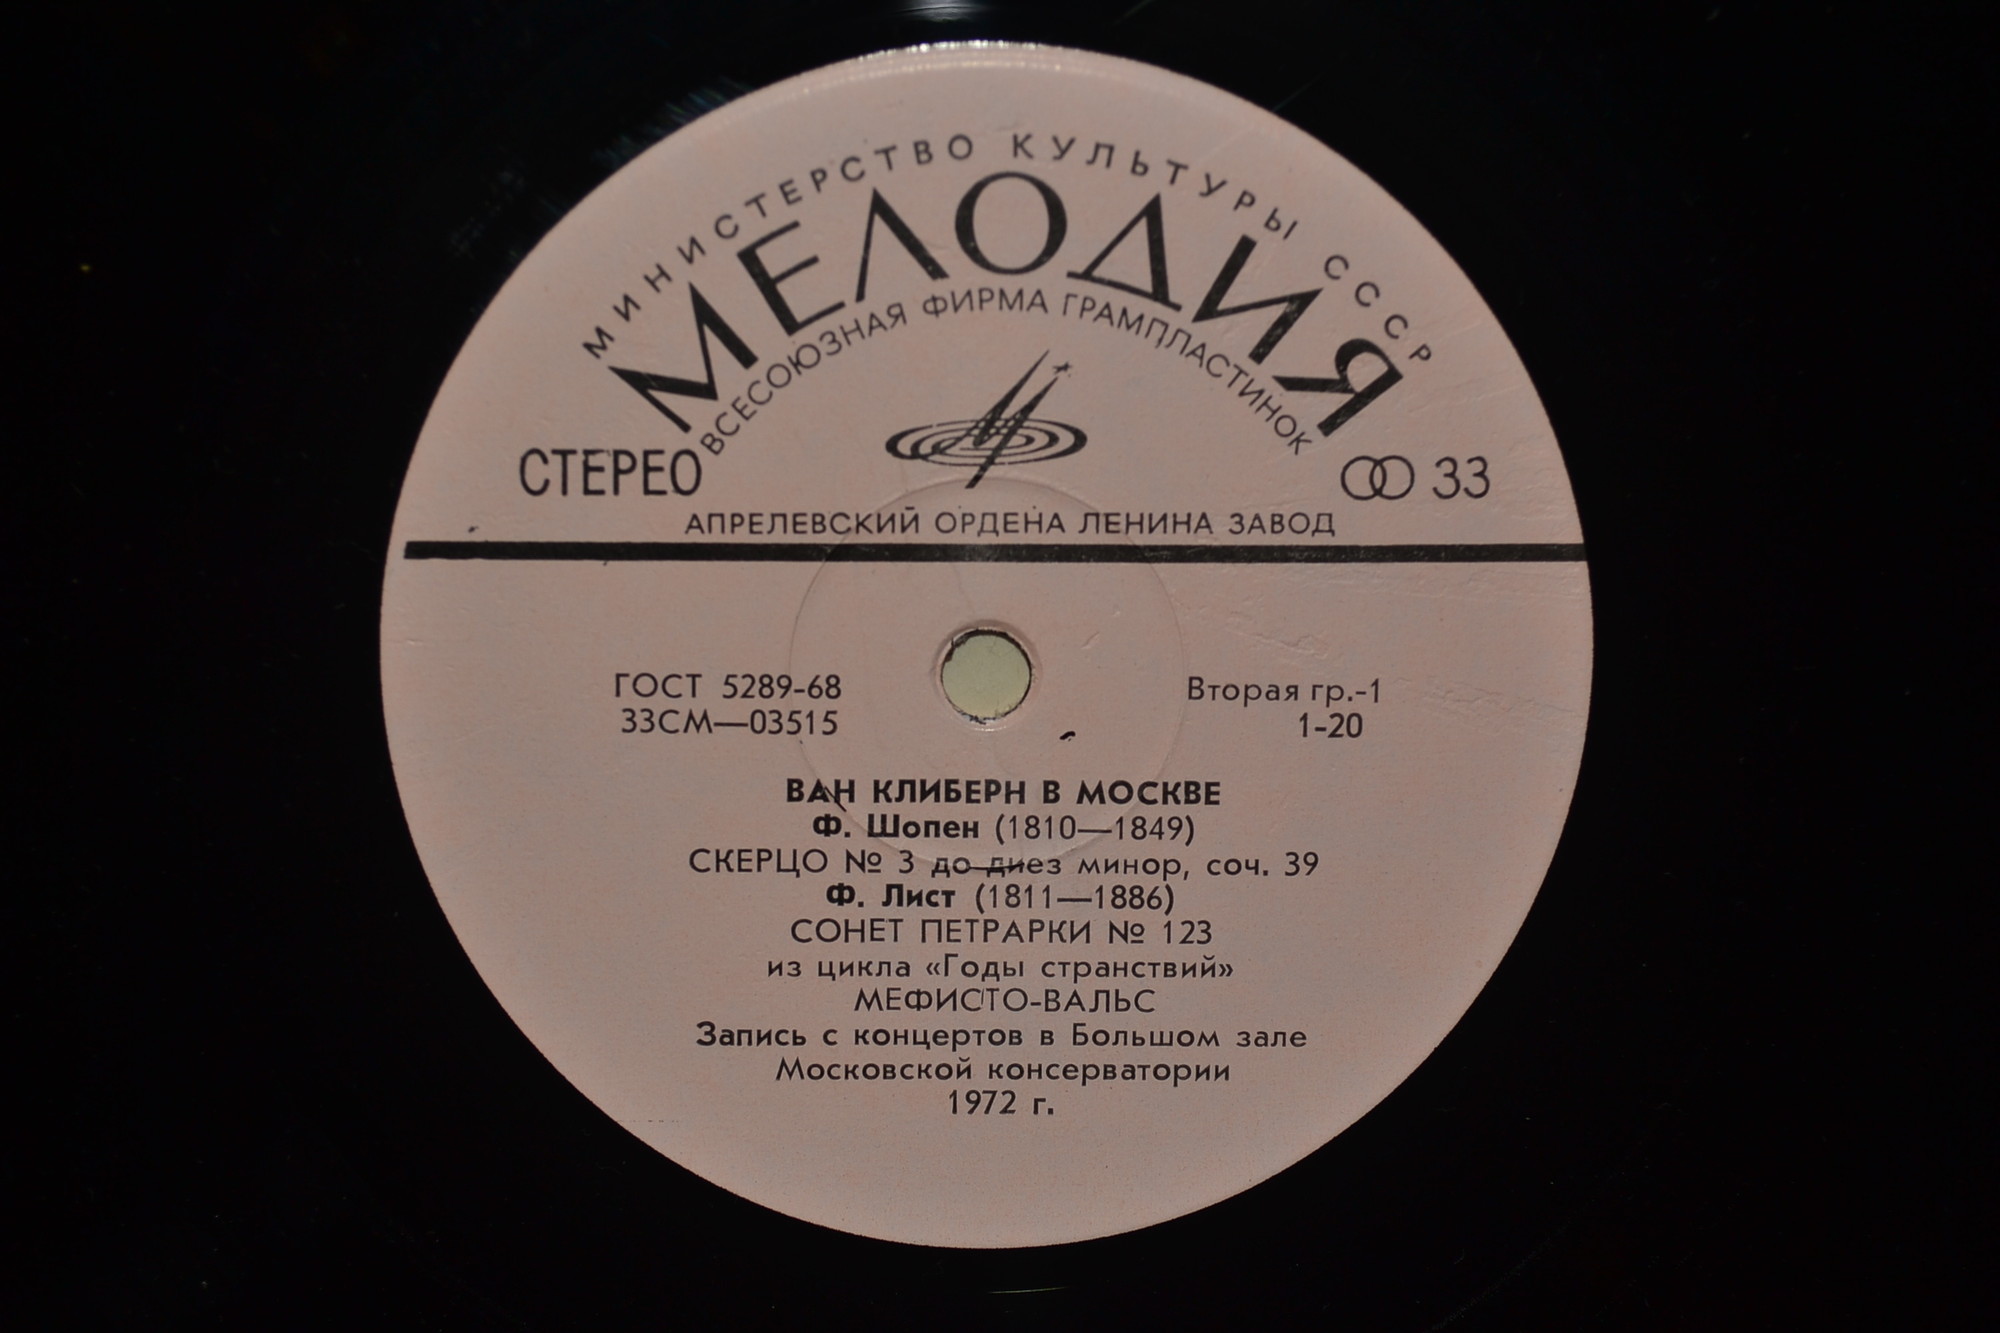 МИНИСТЕРСТВО КУЛЬТУРЫ СССР
МЕЛОДИЯ
ВСЕСОЮЗНАЯ ФИРМА ГРАМПЛАСТИНОК
СТЕРЕО
33
АПРЕЛЕВСКИЙ ОРДЕНА ЛЕНИНА ЗАВОД
ГОСТ 5289-68
33СМ—03515
Вторая гр.-1
1-20
ВАН КЛИБЕРН В МОСКВЕ
Ф. Шопен (1810—1849)
СКЕРЦО № 3 до диез минор, соч. 39
Ф. Лист (1811—1886)
СОНЕТ ПЕТРАРКИ № 123
из цикла «Годы странствий»
МЕФИСТО-ВАЛЬС
Запись с концертов в Большом зале
Московской консерватории
1972 г.